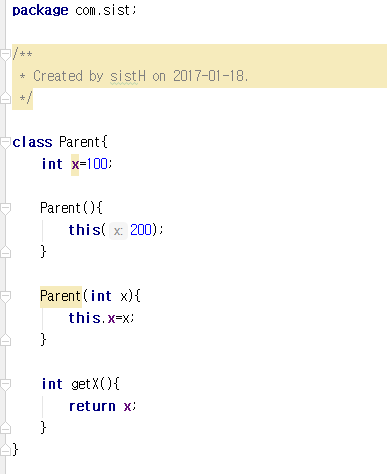 package com.sist;
/**
* Created by sistH on 2017-01-18.
*/
class Parent{
int x=100;
Parent(){
this( x: 200);
}
Parent(int x){
this.x=x;
}
int getX(){
return x;
}
}